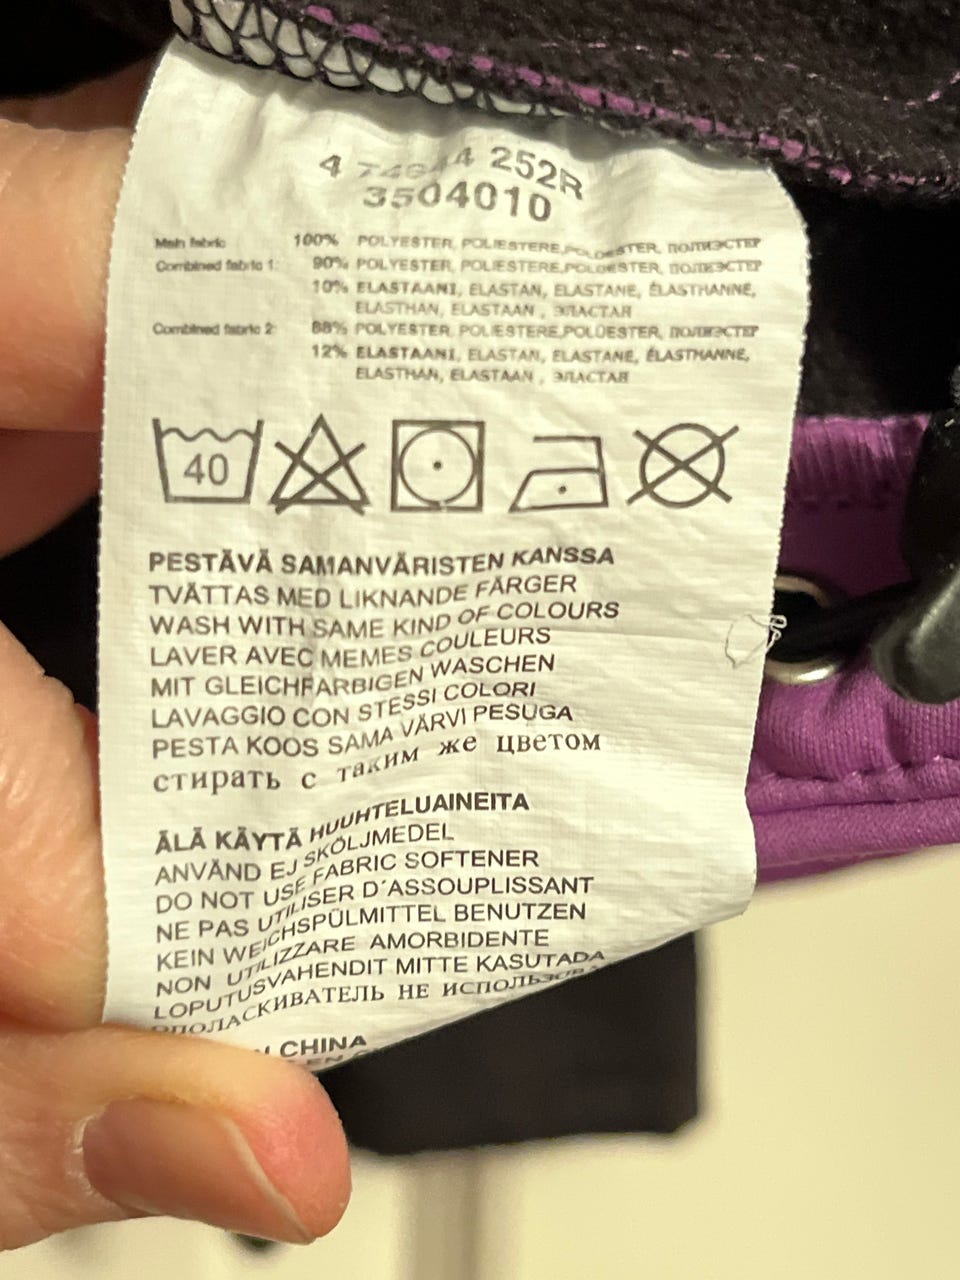 4 252R
3504010
Main fabric 100% POLYESTER, POLIESTERE, ПОЛИЭСТЕР
Combined fabric 1: 90% POLYESTER, POLIESTERE, ПОЛИЭСТЕР
10% ELASTAANI, ELASTAN, ELASTANE, ÉLASTHANNE,
ELASTHAN, ELASTAAN , ЭЛАСТАН
Combined fabric 2: 88% POLYESTER, POLIESTERE, ПОЛИЭСТЕР
12% ELASTAANI, ELASTAN, ELASTANE, ÉLASTHANNE,
ELASTHAN, ELASTAAN , ЭЛАСТАН
40
PESTÄVÄ SAMANVÄRISTEN KANSSA
TVÄTTAS MED LIKNANDE FÄRGER
WASH WITH SAME KIND OF COLOURS
LAVER AVEC MEMES COULEURS
MIT GLEICHFARBIGEN WASCHEN
LAVAGGIO CON STESSI COLORI
PESTA KOOS SAMA VÄRVI PESUGA
стирать с таким же цветом
ÄLÄ KÄYTÄ HUUHTELUAINEITA
ANVÄND EJ SKÖLJMEDEL
DO NOT USE FABRIC SOFTENER
NE PAS UTILISER D´ASSOUPLISSANT
KEIN WEICHSPÜLMITTEL BENUTZEN
NON UTILIZZARE AMORBIDENTE
LOPUTUSVAHENDIT MITTE KASUTADA
НЕ
CHINA